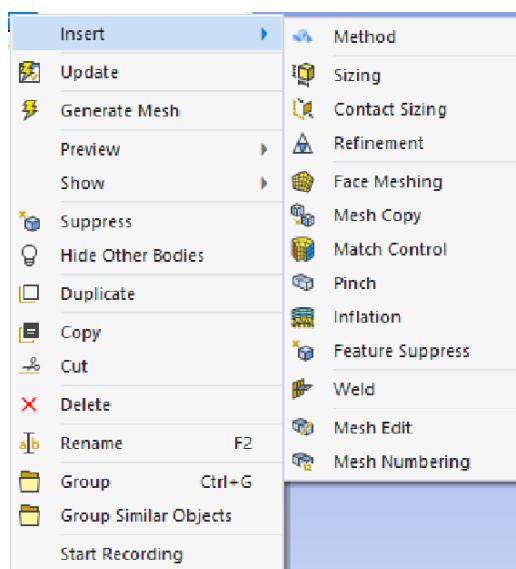 Insert
Update
Generate Mesh
Preview
Show
Suppress
Hide Other Bodies
Duplicate
Copy
Cut
Delete
Rename F2
Group Ctrl+G
Group Similar Objects
Start Recording
Method
Sizing
Contact Sizing
Refinement
Face Meshing
Mesh Copy
Match Control
Pinch
Inflation
Feature Suppress
Weld
Mesh Edit
Mesh Numbering